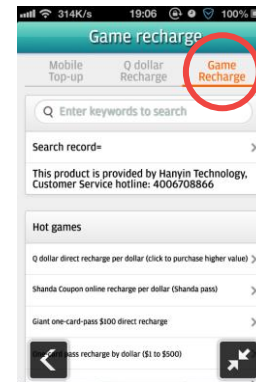 314K/s 19:06 100%
Game recharge
Mobile Top-up
Q dollar Recharge
Game Recharge
Enter keywords to search
Search record=
This product is provided by Hanyin Technology,
Customer Service hotline: 4006708866
Hot games
Q dollar direct recharge per dollar (click to purchase higher value)
Shanda Coupon online recharge per dollar (Shanda pass)
Giant one-card-pass $100 direct recharge
pass recharge by dollar ($1 to $500)